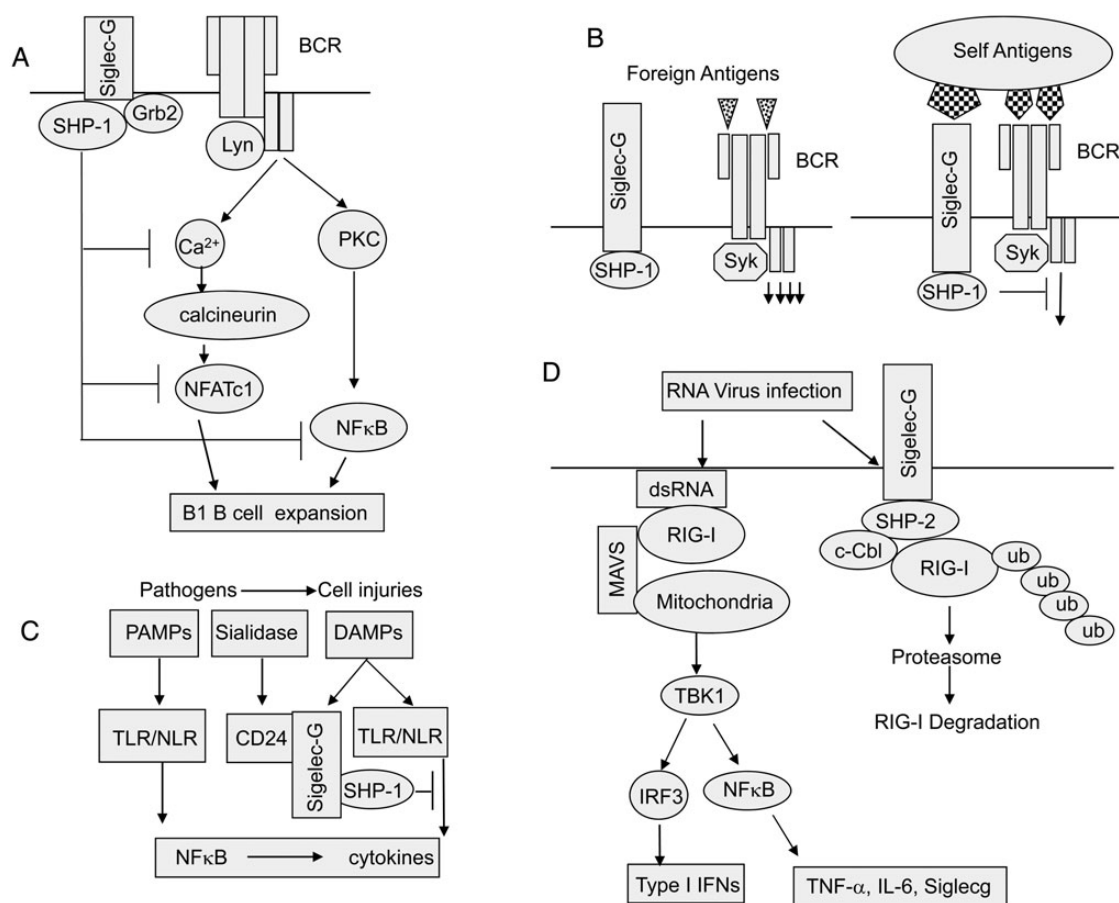 A
Siglec-G
BCR
SHP-1
Grb2
Lyn
Ca²⁺
PKC
calcineurin
NFATc1
NFκB
B1 B cell expansion
B
Foreign Antigens
Siglec-G
BCR
SHP-1
Syk
Self Antigens
Siglec-G
BCR
Syk
SHP-1
C
Pathogens
Cell injuries
PAMPs
Sialidase
DAMPs
TLR/NLR
CD24
Sigelec-G
TLR/NLR
SHP-1
NFκB
cytokines
D
RNA Virus infection
Sigelec-G
dsRNA
RIG-I
MAVS
Mitochondria
SHP-2
c-Cbl
RIG-I
ub
ub
ub
ub
Proteasome
RIG-I Degradation
TBK1
IRF3
NFκB
Type I IFNs
TNF-α, IL-6, Siglecg